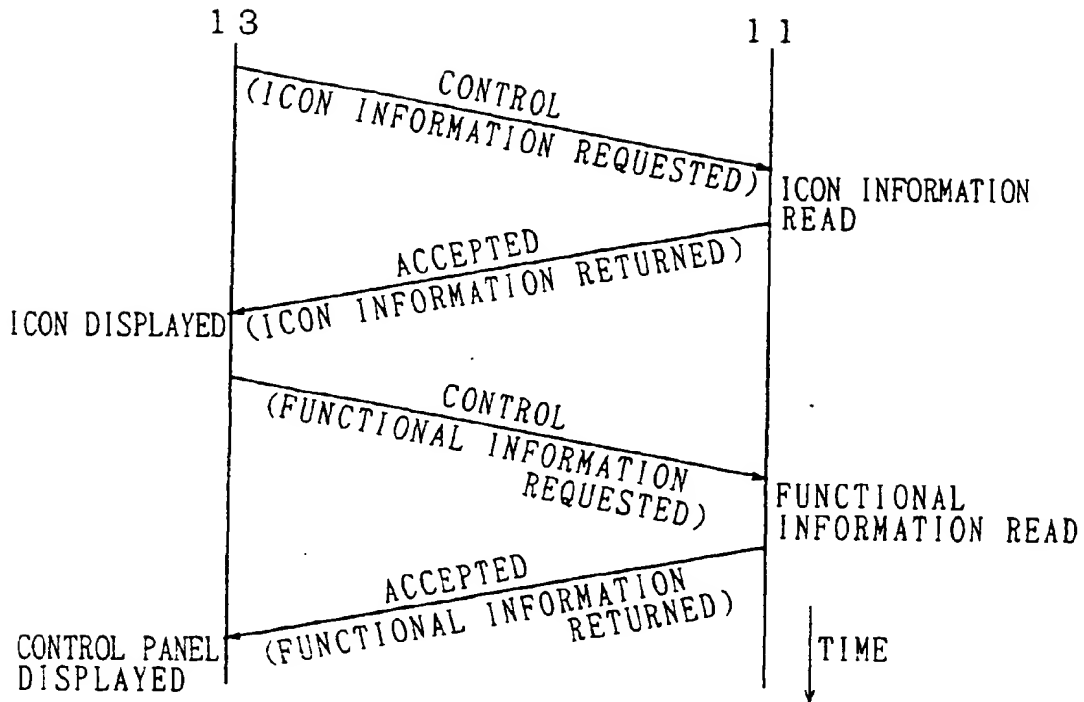 13
11
CONTROL
(ICON INFORMATION REQUESTED)
ICON INFORMATION
READ
ACCEPTED
(ICON INFORMATION RETURNED)
ICON DISPLAYED
CONTROL
(FUNCTIONAL INFORMATION
REQUESTED)
FUNCTIONAL
INFORMATION READ
ACCEPTED
(FUNCTIONAL INFORMATION
RETURNED)
CONTROL PANEL
DISPLAYED
TIME